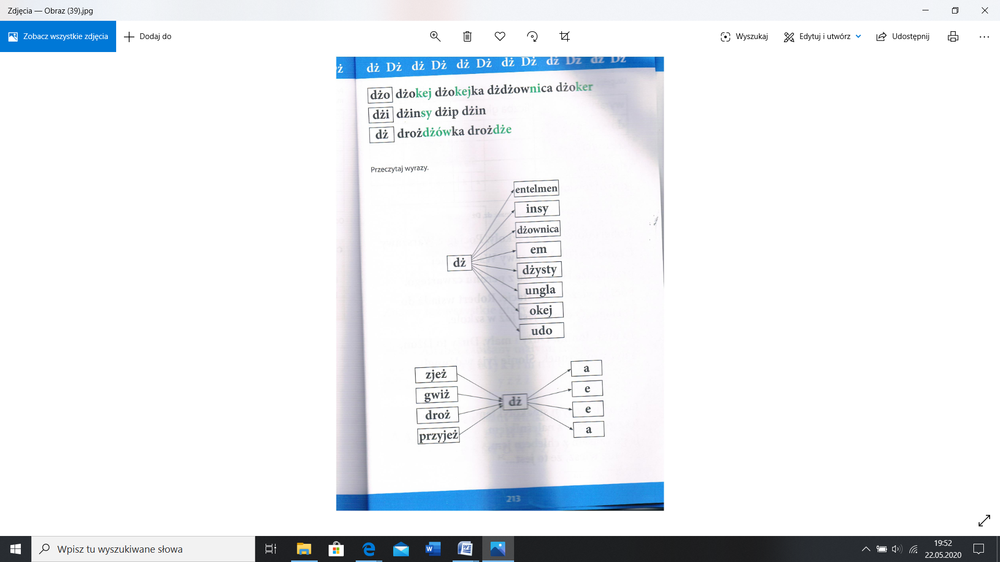 Zdjęcia — Obraz (39).jpg
Zobacz wszystkie zdjęcia
Dodaj do
Wyszukaj
Edytuj i utwórz
Udostępnij
dż Dż dż Dż dż Dż dż Dż dż Dż dż Dż
dżo dżokej dżokejka dżdżownica dżoker
dżi dżinsy dżip dżin
dż drożdżówka drożdże
Przeczytaj wyrazy.
entelmen
insy
dżownica
em
dż
dżysty
ungla
okej
udo
zjeż
a
gwiż
e
dż
droż
e
przyjeż
a
213
Wpisz tu wyszukiwane słowa
19:52
22.05.2020